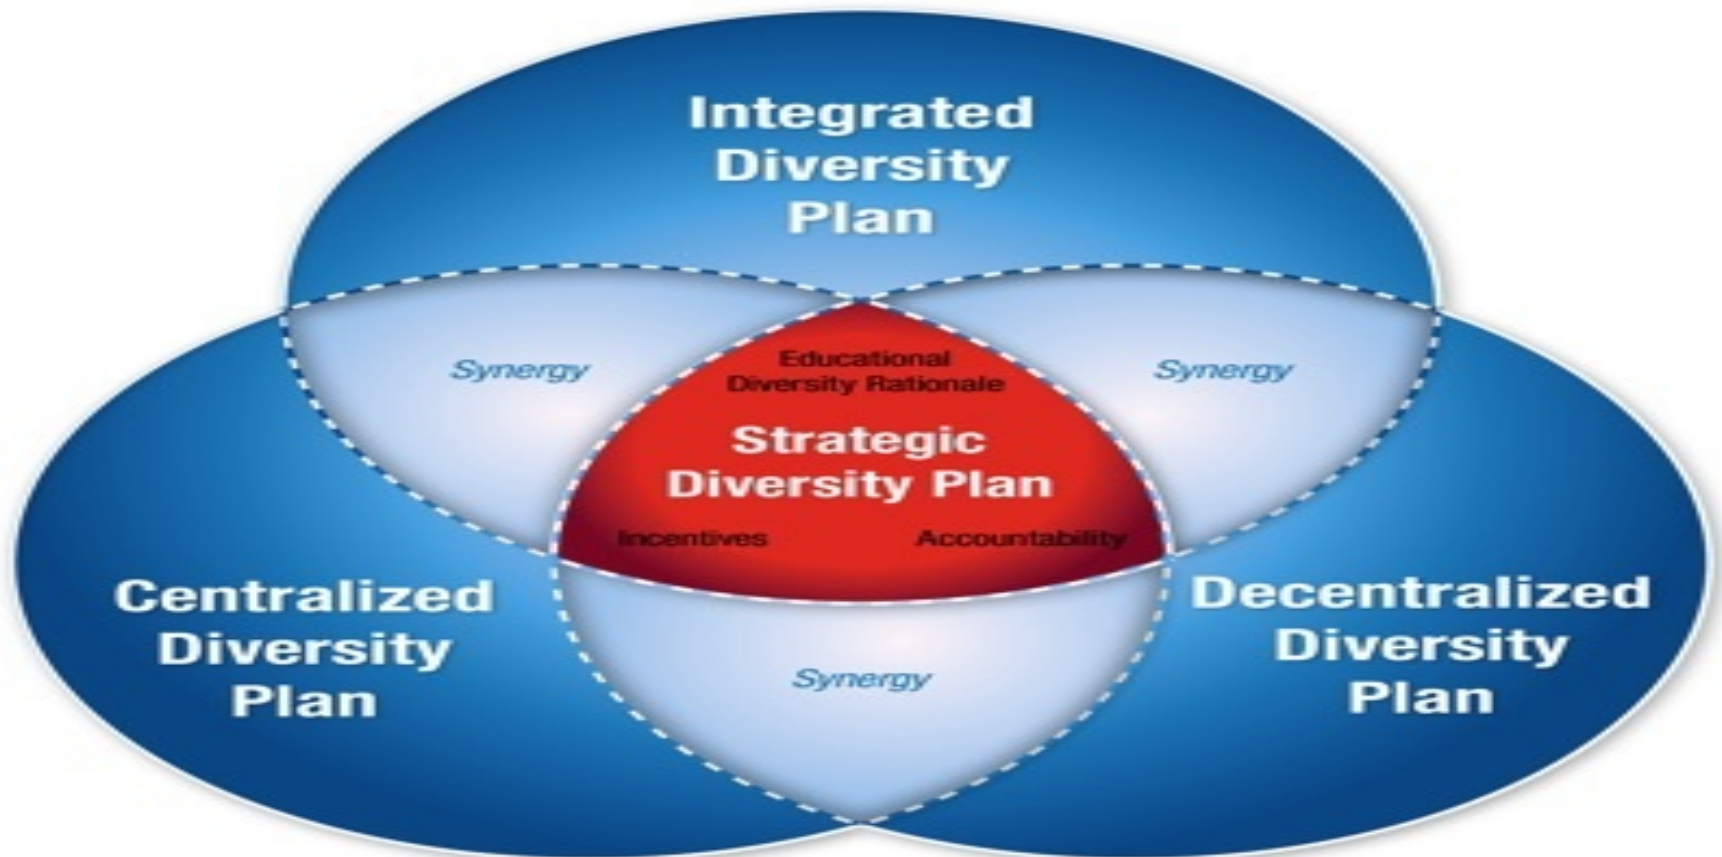 Integrated
Diversity
Plan
Synergy
Synergy
Educational
Diversity Rationale
Strategic
Diversity Plan
Incentives
Accountability
Centralized
Diversity
Plan
Decentralized
Diversity
Plan
Synergy